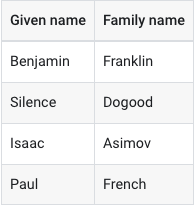 Given name Family name
Benjamin Franklin
Silence Dogood
Isaac Asimov
Paul French